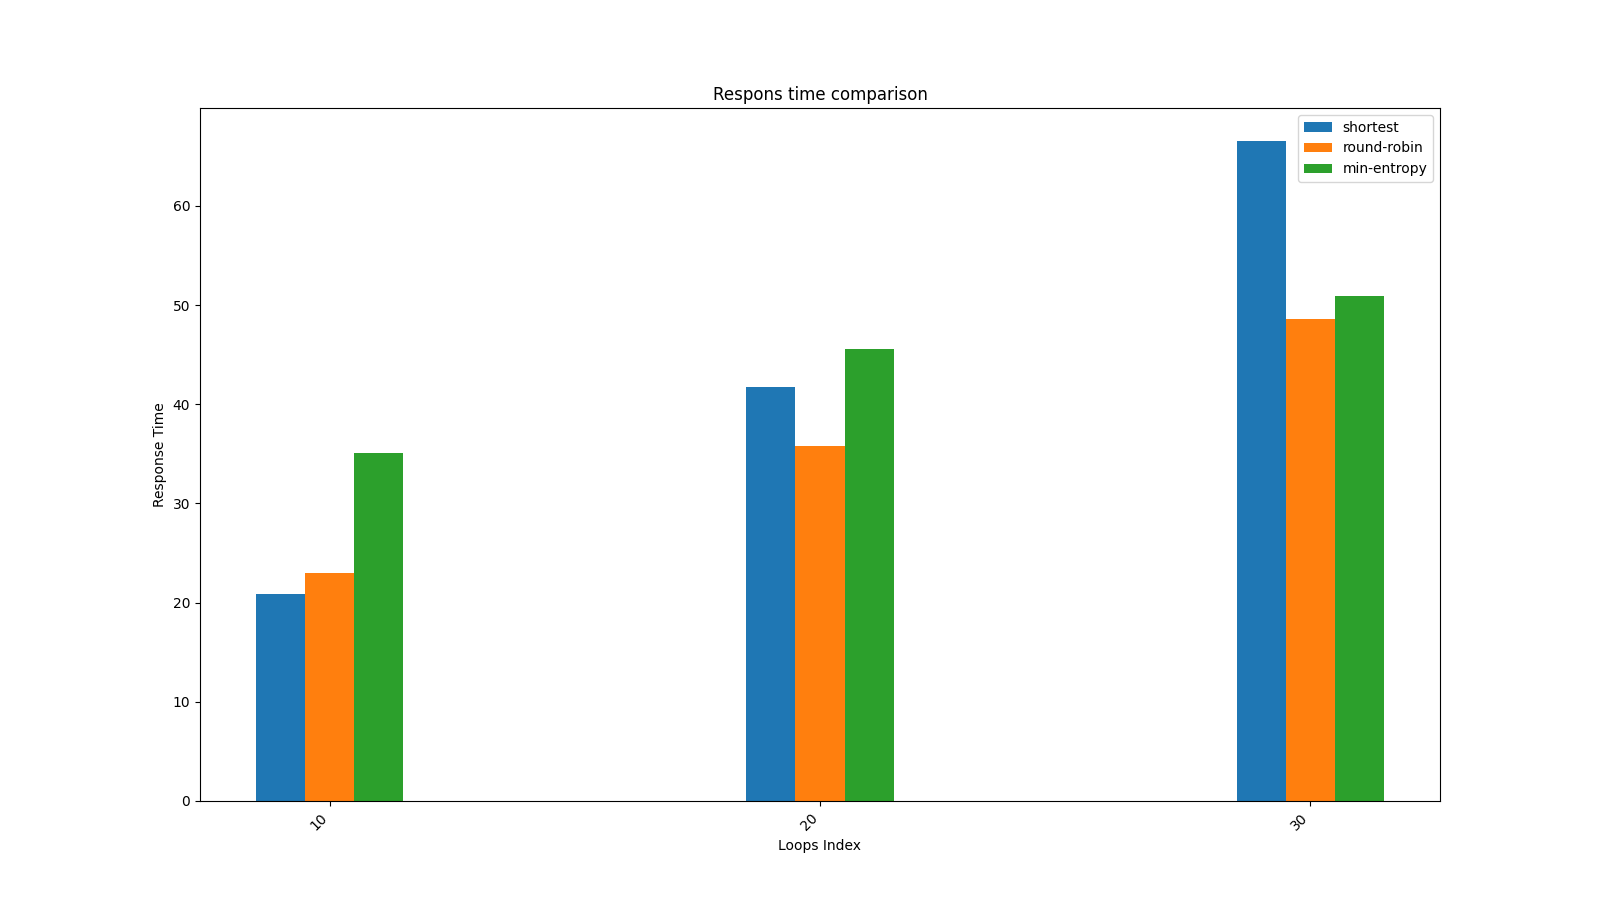 Respons time comparison
shortest
round-robin
min-entropy
60
50
40
30
20
10
0
Response Time
10
20
30
Loops Index